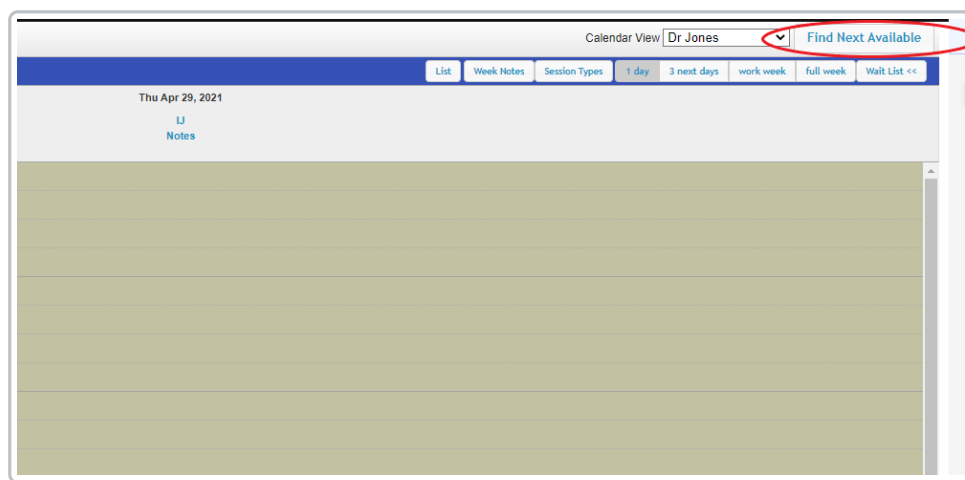 Calendar View Dr Jones Find Next Available
List Week Notes Session Types 1 day 3 next days work week full week Wait List <<
Thu Apr 29, 2021
IJ
Notes